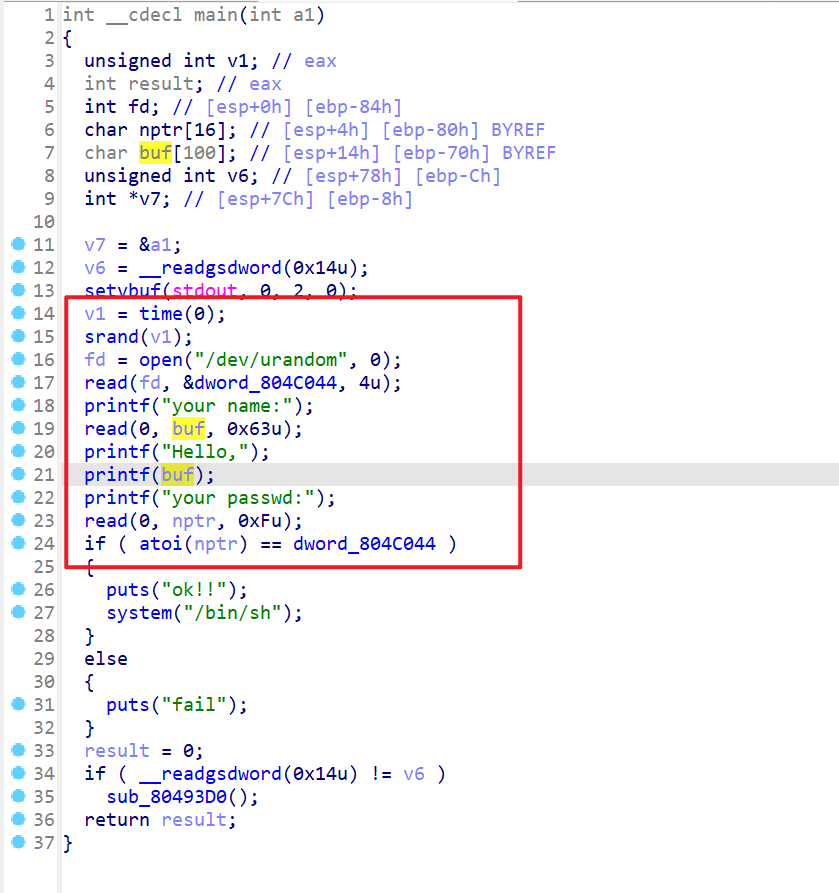 1 int __cdecl main(int a1)
2 {
3 unsigned int v1; // eax
4 int result; // eax
5 int fd; // [esp+0h] [ebp-84h]
6 char nptr[16]; // [esp+4h] [ebp-80h] BYREF
7 char buf[100]; // [esp+14h] [ebp-70h] BYREF
8 unsigned int v6; // [esp+78h] [ebp-Ch]
9 int *v7; // [esp+7Ch] [ebp-8h]
10
11 v7 = &a1;
12 v6 = __readgsdword(0x14u);
13 setvbuf(stdout, 0, 2, 0);
14 v1 = time(0);
15 srand(v1);
16 fd = open("/dev/urandom", 0);
17 read(fd, &dword_804C044, 4u);
18 printf("your name:");
19 read(0, buf, 0x63u);
20 printf("Hello,");
21 printf(buf);
22 printf("your passwd:");
23 read(0, nptr, 0xFu);
24 if ( atoi(nptr) == dword_804C044 )
25 {
26 puts("ok!!");
27 system("/bin/sh");
28 }
29 else
30 {
31 puts("fail");
32 }
33 result = 0;
34 if ( __readgsdword(0x14u) != v6 )
35 sub_80493D0();
36 return result;
37 }